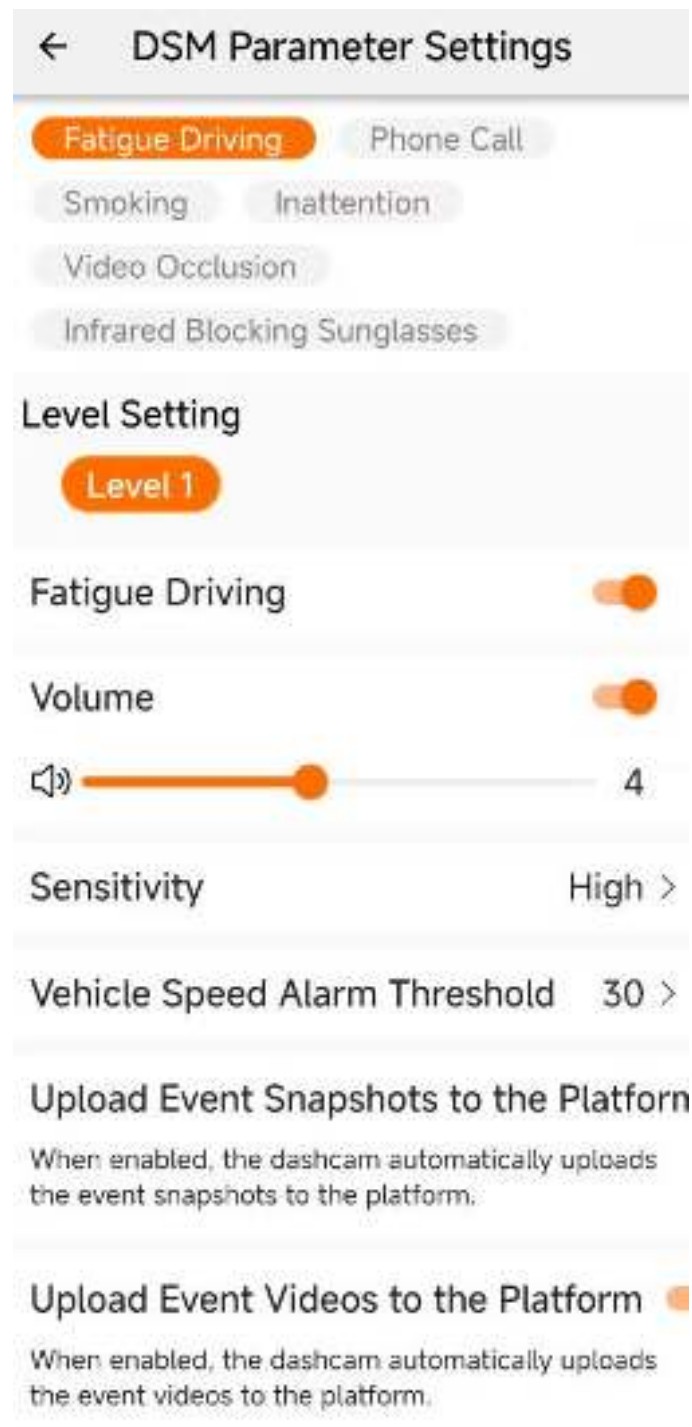 DSM Parameter Settings
Fatigue Driving Phone Call
Smoking Inattention
Video Occlusion
Infrared Blocking Sunglasses
Level Setting
Level 1
Fatigue Driving
Volume
4
Sensitivity High >
Vehicle Speed Alarm Threshold 30 >
Upload Event Snapshots to the Platform
When enabled, the dashcam automatically uploads
the event snapshots to the platform.
Upload Event Videos to the Platform
When enabled, the dashcam automatically uploads
the event videos to the platform.